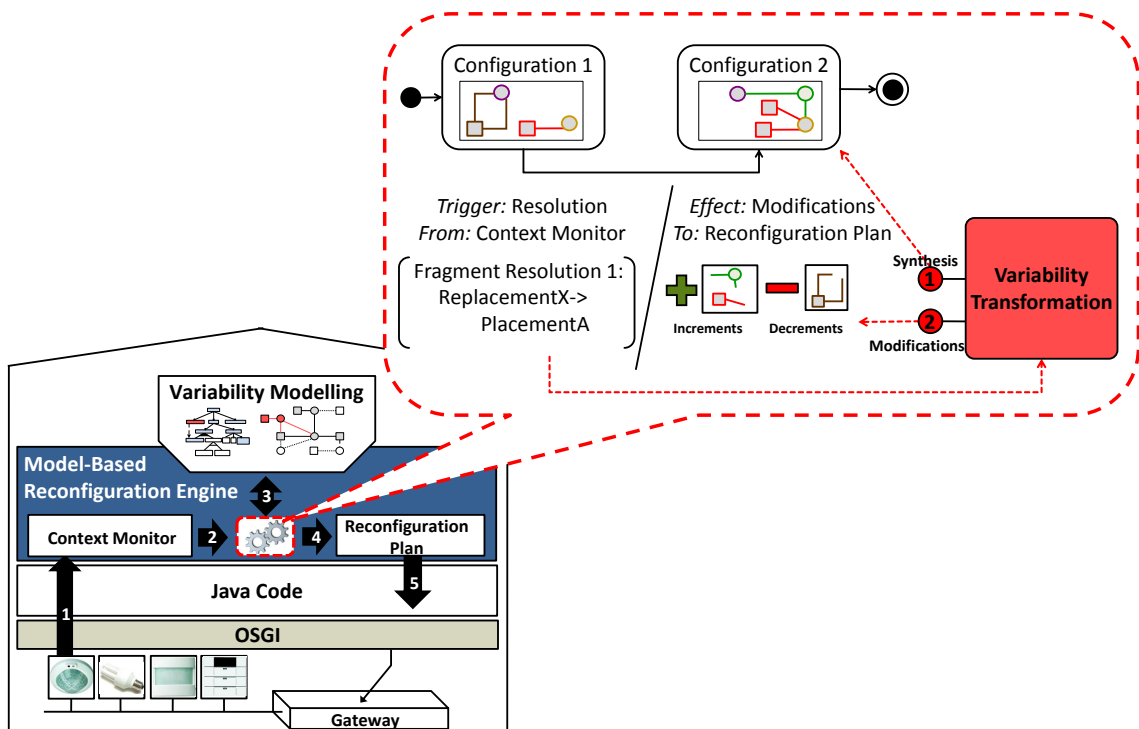 Configuration 1
Configuration 2
Trigger: Resolution
From: Context Monitor
Effect: Modifications
To: Reconfiguration Plan
Fragment Resolution 1:
ReplacementX->
PlacementA
Increments
Decrements
Synthesis
1
2
Modifications
Variability
Transformation
Variability Modelling
Model-Based
Reconfiguration Engine
3
Context Monitor
2
4
Reconfiguration
Plan
1
5
Java Code
OSGI
Gateway